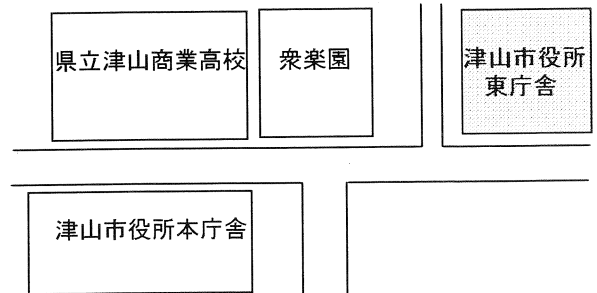 県立津山商業高校
衆楽園
津山市役所
東庁舎
津山市役所本庁舎